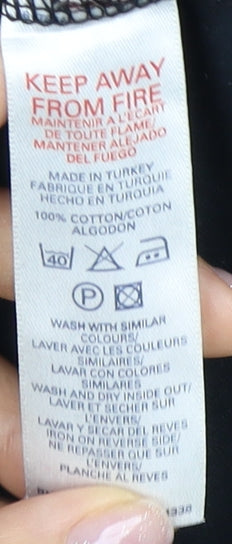 KEEP AWAY
FROM FIRE
MAINTENIR A L'ECART
DE TOUTE FLAME/
MANTENER ALEJADO
DEL FUEGO
MADE IN TURKEY
FABRIQUE EN TURQUIE
HECHO EN TURQUIA
100% COTTON/COTON
ALGODON
40
P
WASH WITH SIMILAR
COLOURS/
LAVER AVEC LES COULEURS
SIMILAIRES/
LAVAR CON COLORES
SIMILARES
WASH AND DRY INSIDE OUT/
LAVER ET SECHER SUR
L'ENVERS/
LAVAR Y SECAR DEL REVES
IRON ON REVERSE SIDE/
NE REPASSER QUE SUR
L'ENVERS/
PLANCHE AL REVES